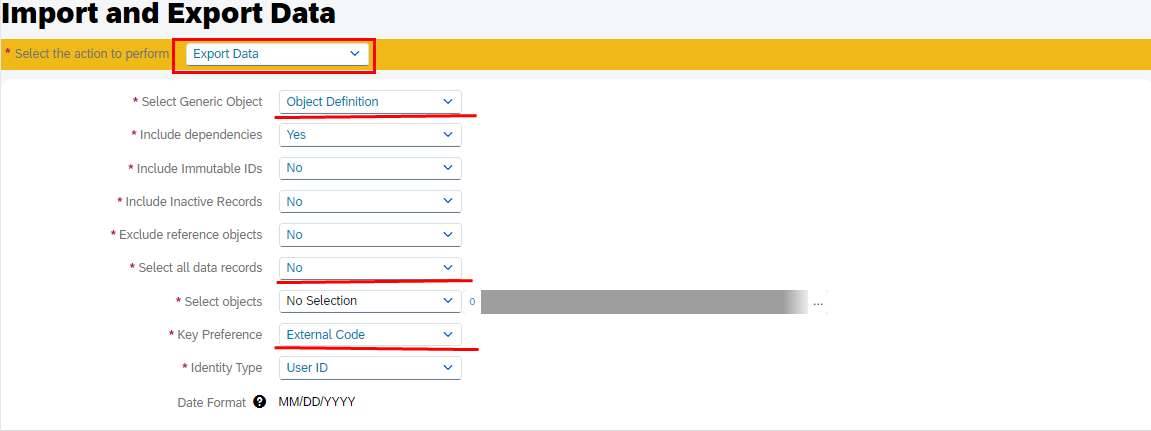 Import and Export Data
* Select the action to perform Export Data
* Select Generic Object Object Definition
* Include dependencies Yes
* Include Immutable IDs No
* Include Inactive Records No
* Exclude reference objects No
* Select all data records No
* Select objects No Selection 0 ...
* Key Preference External Code
* Identity Type User ID
Date Format ? MM/DD/YYYY